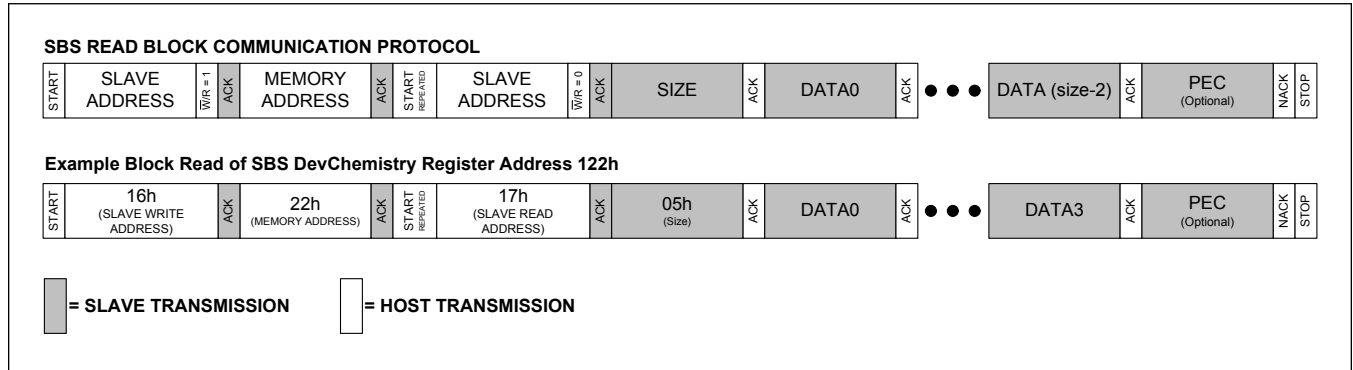 SBS READ BLOCK COMMUNICATION PROTOCOL
START
SLAVE
ADDRESS
W̅/R = 1
ACK
MEMORY
ADDRESS
ACK
START
REPEATED
SLAVE
ADDRESS
W̅/R = 0
ACK
SIZE
ACK
DATA0
ACK
● ● ●
DATA (size-2)
ACK
PEC
(Optional)
NACK
STOP
Example Block Read of SBS DevChemistry Register Address 122h
START
16h
(SLAVE WRITE
ADDRESS)
ACK
22h
(MEMORY ADDRESS)
ACK
START
REPEATED
17h
(SLAVE READ
ADDRESS)
ACK
05h
(Size)
ACK
DATA0
ACK
● ● ●
DATA3
ACK
PEC
(Optional)
NACK
STOP
= SLAVE TRANSMISSION
= HOST TRANSMISSION